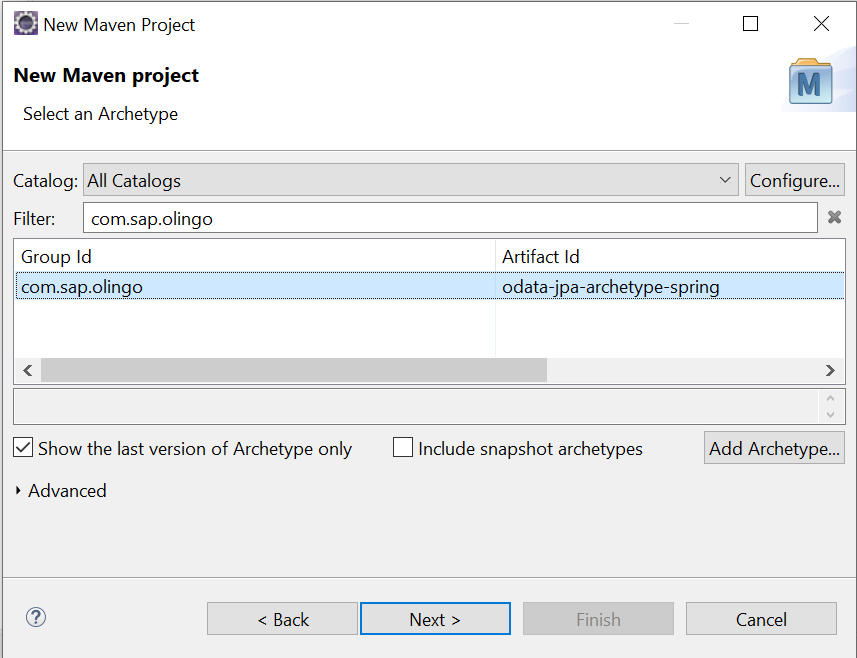 New Maven Project
New Maven project
Select an Archetype
M
Catalog: All Catalogs Configure...
Filter: com.sap.olingo
Group Id Artifact Id
com.sap.olingo odata-jpa-archetype-spring
Show the last version of Archetype only Include snapshot archetypes Add Archetype...
Advanced
? < Back Next > Finish Cancel